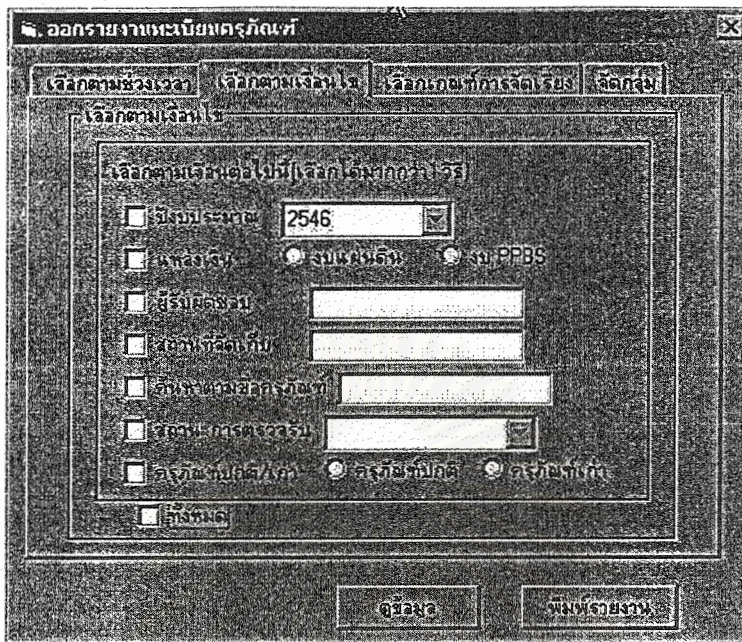 ออกรายงานทะเบียนครุภัณฑ์
เลือกตามช่วงเวลา เลือกตามเงื่อนไข เลือกเกณฑ์การจัดเรียง จัดกลุ่ม
เลือกตามเงื่อนไข
เลือกตามเงื่อนต่อไปนี้(เลือกได้มากกว่า1วิธี)
ปีงบประมาณ 2546
แหล่งเงิน งบแผ่นดิน งบ PPBS
ผู้รับผิดชอบ
สถานที่จัดเก็บ
ค้นหาตามชื่อครุภัณฑ์
สถานะการตรวจรับ
ครุภัณฑ์ปกติ/เก่า ครุภัณฑ์ปกติ ครุภัณฑ์เก่า
ทั้งหมด
ดูข้อมูล พิมพ์รายงาน